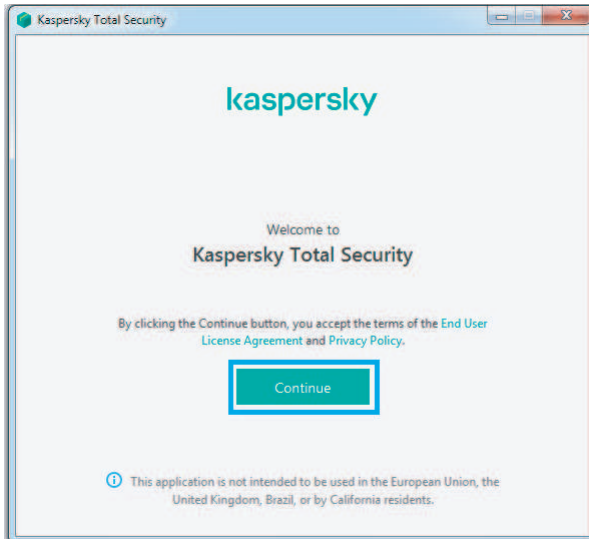 Kaspersky Total Security
kaspersky
Welcome to
Kaspersky Total Security
By clicking the Continue button, you accept the terms of the End User
License Agreement and Privacy Policy.
Continue
This application is not intended to be used in the European Union, the
United Kingdom, Brazil, or by California residents.